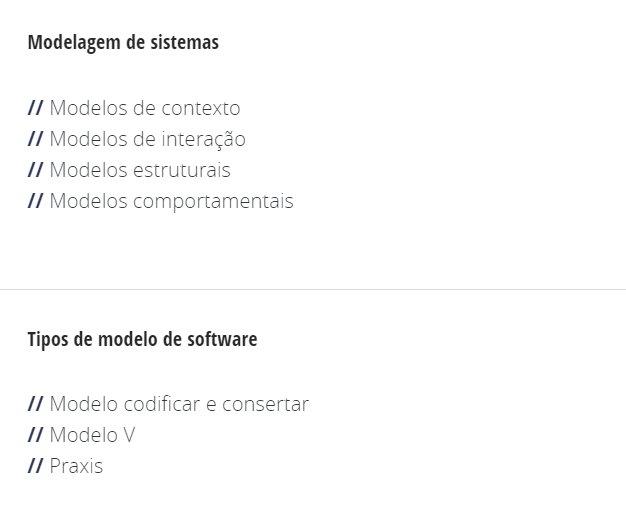 Modelagem de sistemas
// Modelos de contexto
// Modelos de interação
// Modelos estruturais
// Modelos comportamentais
Tipos de modelo de software
// Modelo codificar e consertar
// Modelo V
// Praxis